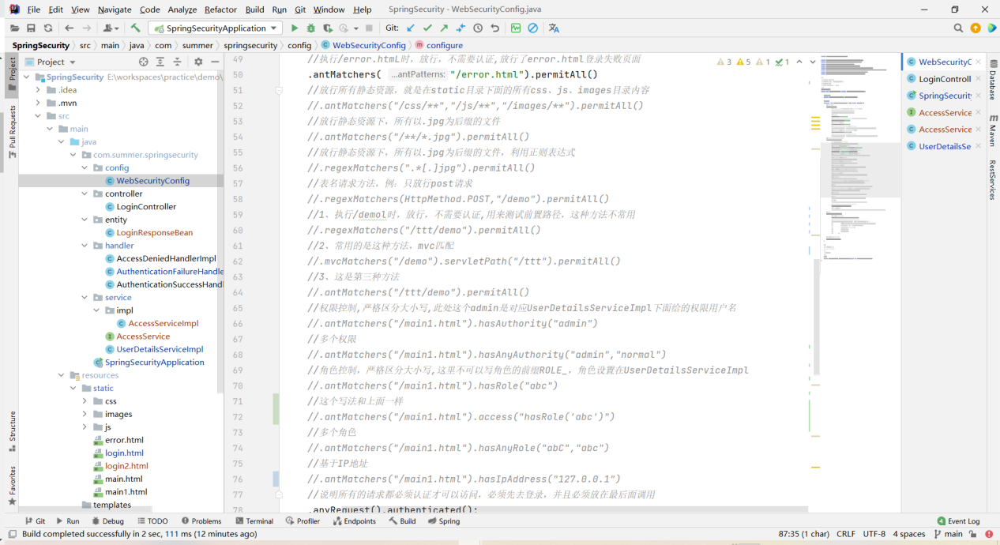 File Edit View Navigate Code Analyze Refactor Build Run Git Window Help SpringSecurity - WebSecurityConfig.java
SpringSecurityApplication Git:
SpringSecurity src main java com summer springsecurity config WebSecurityConfig configure
Project
SpringSecurity E:\workspaces\practice\demo\
.idea
.mvn
src
main
java
com.summer.springsecurity
config
WebSecurityConfig
controller
LoginController
entity
LoginResponseBean
handler
AccessDeniedHandlerImpl
AuthenticationFailureHandle
AuthenticationSuccessHandl
service
impl
AccessServiceImpl
AccessService
UserDetailsServiceImpl
SpringSecurityApplication
resources
static
css
images
js
error.html
login.html
login2.html
main.html
main1.html
templates
Project
Pull Requests
Structure
Favorites
3 5 1 1
49 //执行/error.html时，放行，不需要认证,放行了error.html登录失败页面
50 .antMatchers( ...antPatterns: "/error.html").permitAll()
51 //放行所有静态资源，就是在static目录下面的所有css、js、images目录内容
52 //.antMatchers("/css/**","/js/**","/images/**").permitAll()
53 //放行静态资源下，所有以.jpg为后缀的文件
54 //.antMatchers("/**/*.jpg").permitAll()
55 //放行静态资源下，所有以.jpg为后缀的文件，利用正则表达式
56 //.regexMatchers(".*[.]jpg").permitAll()
57 //表名请求方法，例：只放行post请求
58 //.regexMatchers(HttpMethod.POST,"/demo").permitAll()
59 //1、执行/demol时，放行，不需要认证,用来测试前置路径，这种方法不常用
60 //.regexMatchers("/ttt/demo").permitAll()
61 //2、常用的是这种方法，mvc匹配
62 //.mvcMatchers("/demo").servletPath("/ttt").permitAll()
63 //3、这是第三种方法
64 //.antMatchers("/ttt/demo").permitAll()
65 //权限控制,严格区分大小写,此处这个admin是对应UserDetailsServiceImpl下面给的权限用户名
66 //.antMatchers("/main1.html").hasAuthority("admin")
67 //多个权限
68 //.antMatchers("/main1.html").hasAnyAuthority("admin","normal")
69 //角色控制，严格区分大小写,这里不可以写角色的前缀ROLE_，角色设置在UserDetailsServiceImpl
70 //.antMatchers("/main1.html").hasRole("abc")
71 //这个写法和上面一样
72 //.antMatchers("/main1.html").access("hasRole('abc')")
73 //多个角色
74 //.antMatchers("/main1.html").hasAnyRole("abC","abc")
75 //基于IP地址
76 //.antMatchers("/main1.html").hasIpAddress("127.0.0.1")
77 //说明所有的请求都必须认证才可以访问，必须先去登录，并且必须放在最后面调用
78 .anyRequest().authenticated();
WebSecurityC
LoginControll
SpringSecurity
AccessService
AccessService
UserDetailsSe
Database
Maven
RestServices
Git Run Debug TODO Problems Terminal Profiler Endpoints Build Spring 4 Event Log
Build completed successfully in 2 sec, 111 ms (12 minutes ago) 87:35 (1 char) CRLF UTF-8 4 spaces main